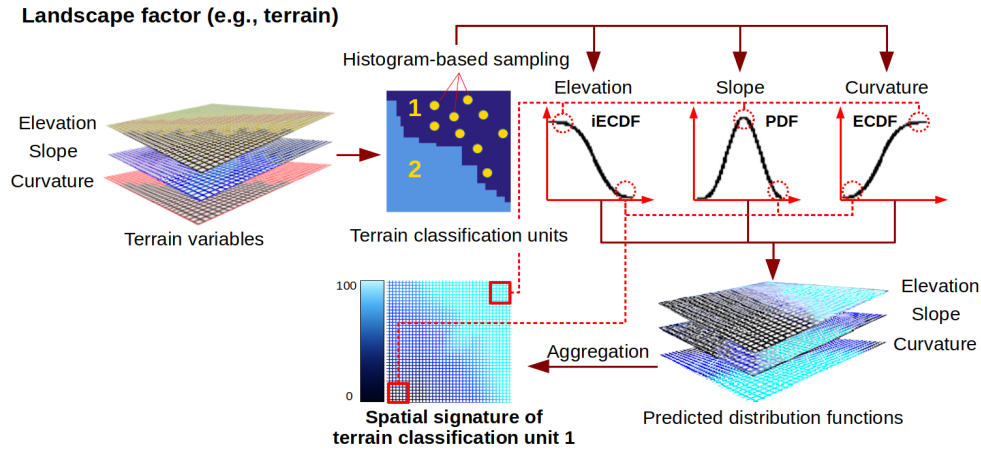 Landscape factor (e.g., terrain)
Histogram-based sampling
Elevation
Slope
Curvature
1
2
iECDF
PDF
ECDF
Elevation
Slope
Curvature
Terrain variables
Terrain classification units
100
0
Aggregation
Elevation
Slope
Curvature
Spatial signature of
terrain classification unit 1
Predicted distribution functions